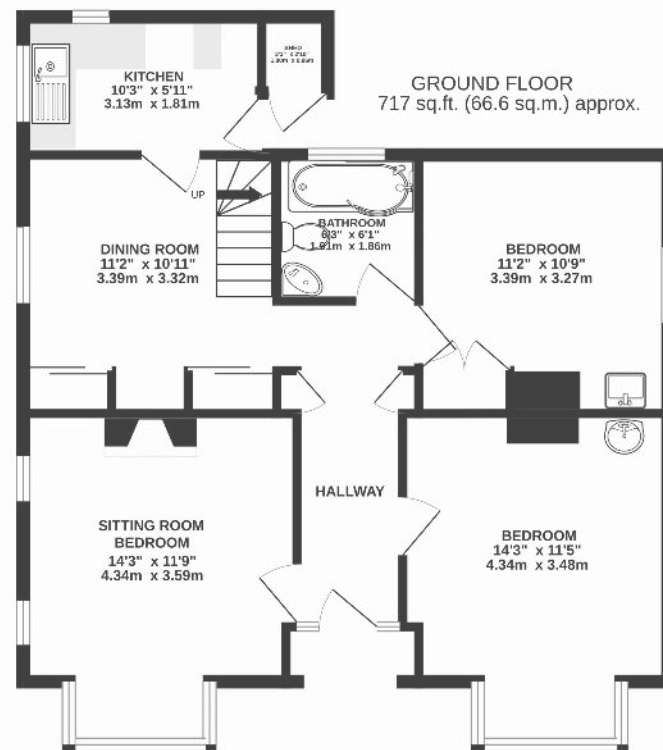 GROUND FLOOR
717 sq.ft. (66.6 sq.m.) approx.
SHED
KITCHEN
10'3" x 5'11"
3.13m x 1.81m
UP
DINING ROOM
11'2" x 10'11"
3.39m x 3.32m
BATHROOM
6'3" x 6'1"
1.91m x 1.86m
BEDROOM
11'2" x 10'9"
3.39m x 3.27m
HALLWAY
SITTING ROOM
BEDROOM
14'3" x 11'9"
4.34m x 3.59m
BEDROOM
14'3" x 11'5"
4.34m x 3.48m